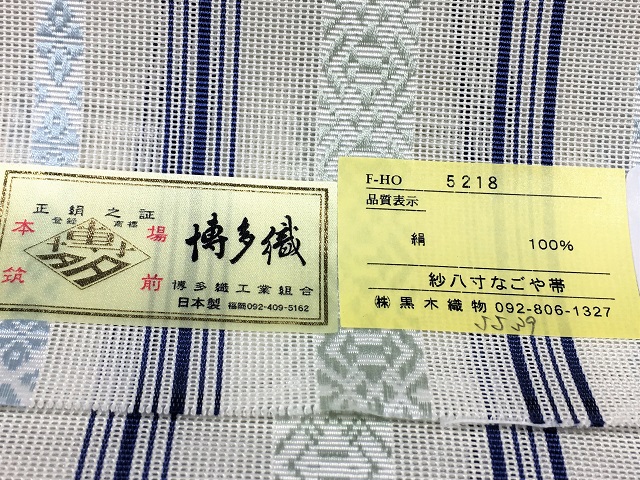 正絹之証
登録 商標
本場
筑前
博多織
博多織工業組合
日本製 福岡092-409-5162
F-HO 5218
品質表示
絹 100%
紗八寸なごや帯
㈱ 黒木織物 092-806-1327